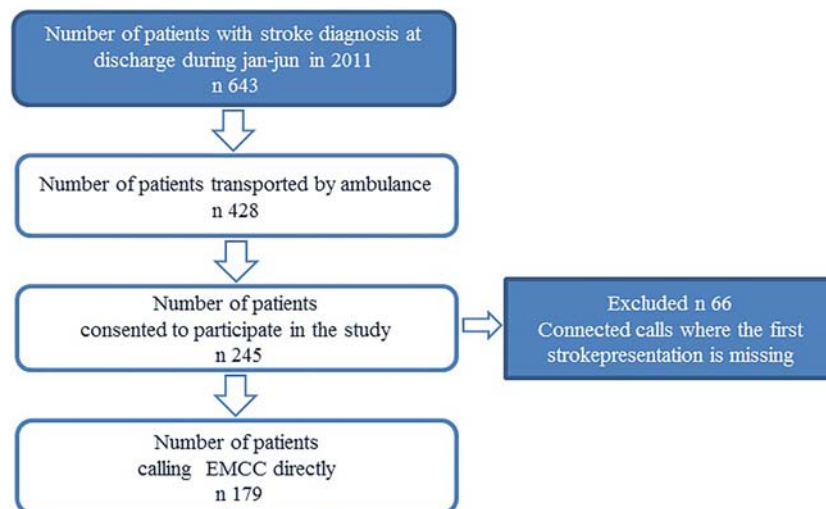 Number of patients with stroke diagnosis at
discharge during jan-jun in 2011
n 643
Number of patients transported by ambulance
n 428
Number of patients
consented to participate in the study
n 245
Excluded n 66
Connected calls where the first
strokepresentation is missing
Number of patients
calling EMCC directly
n 179